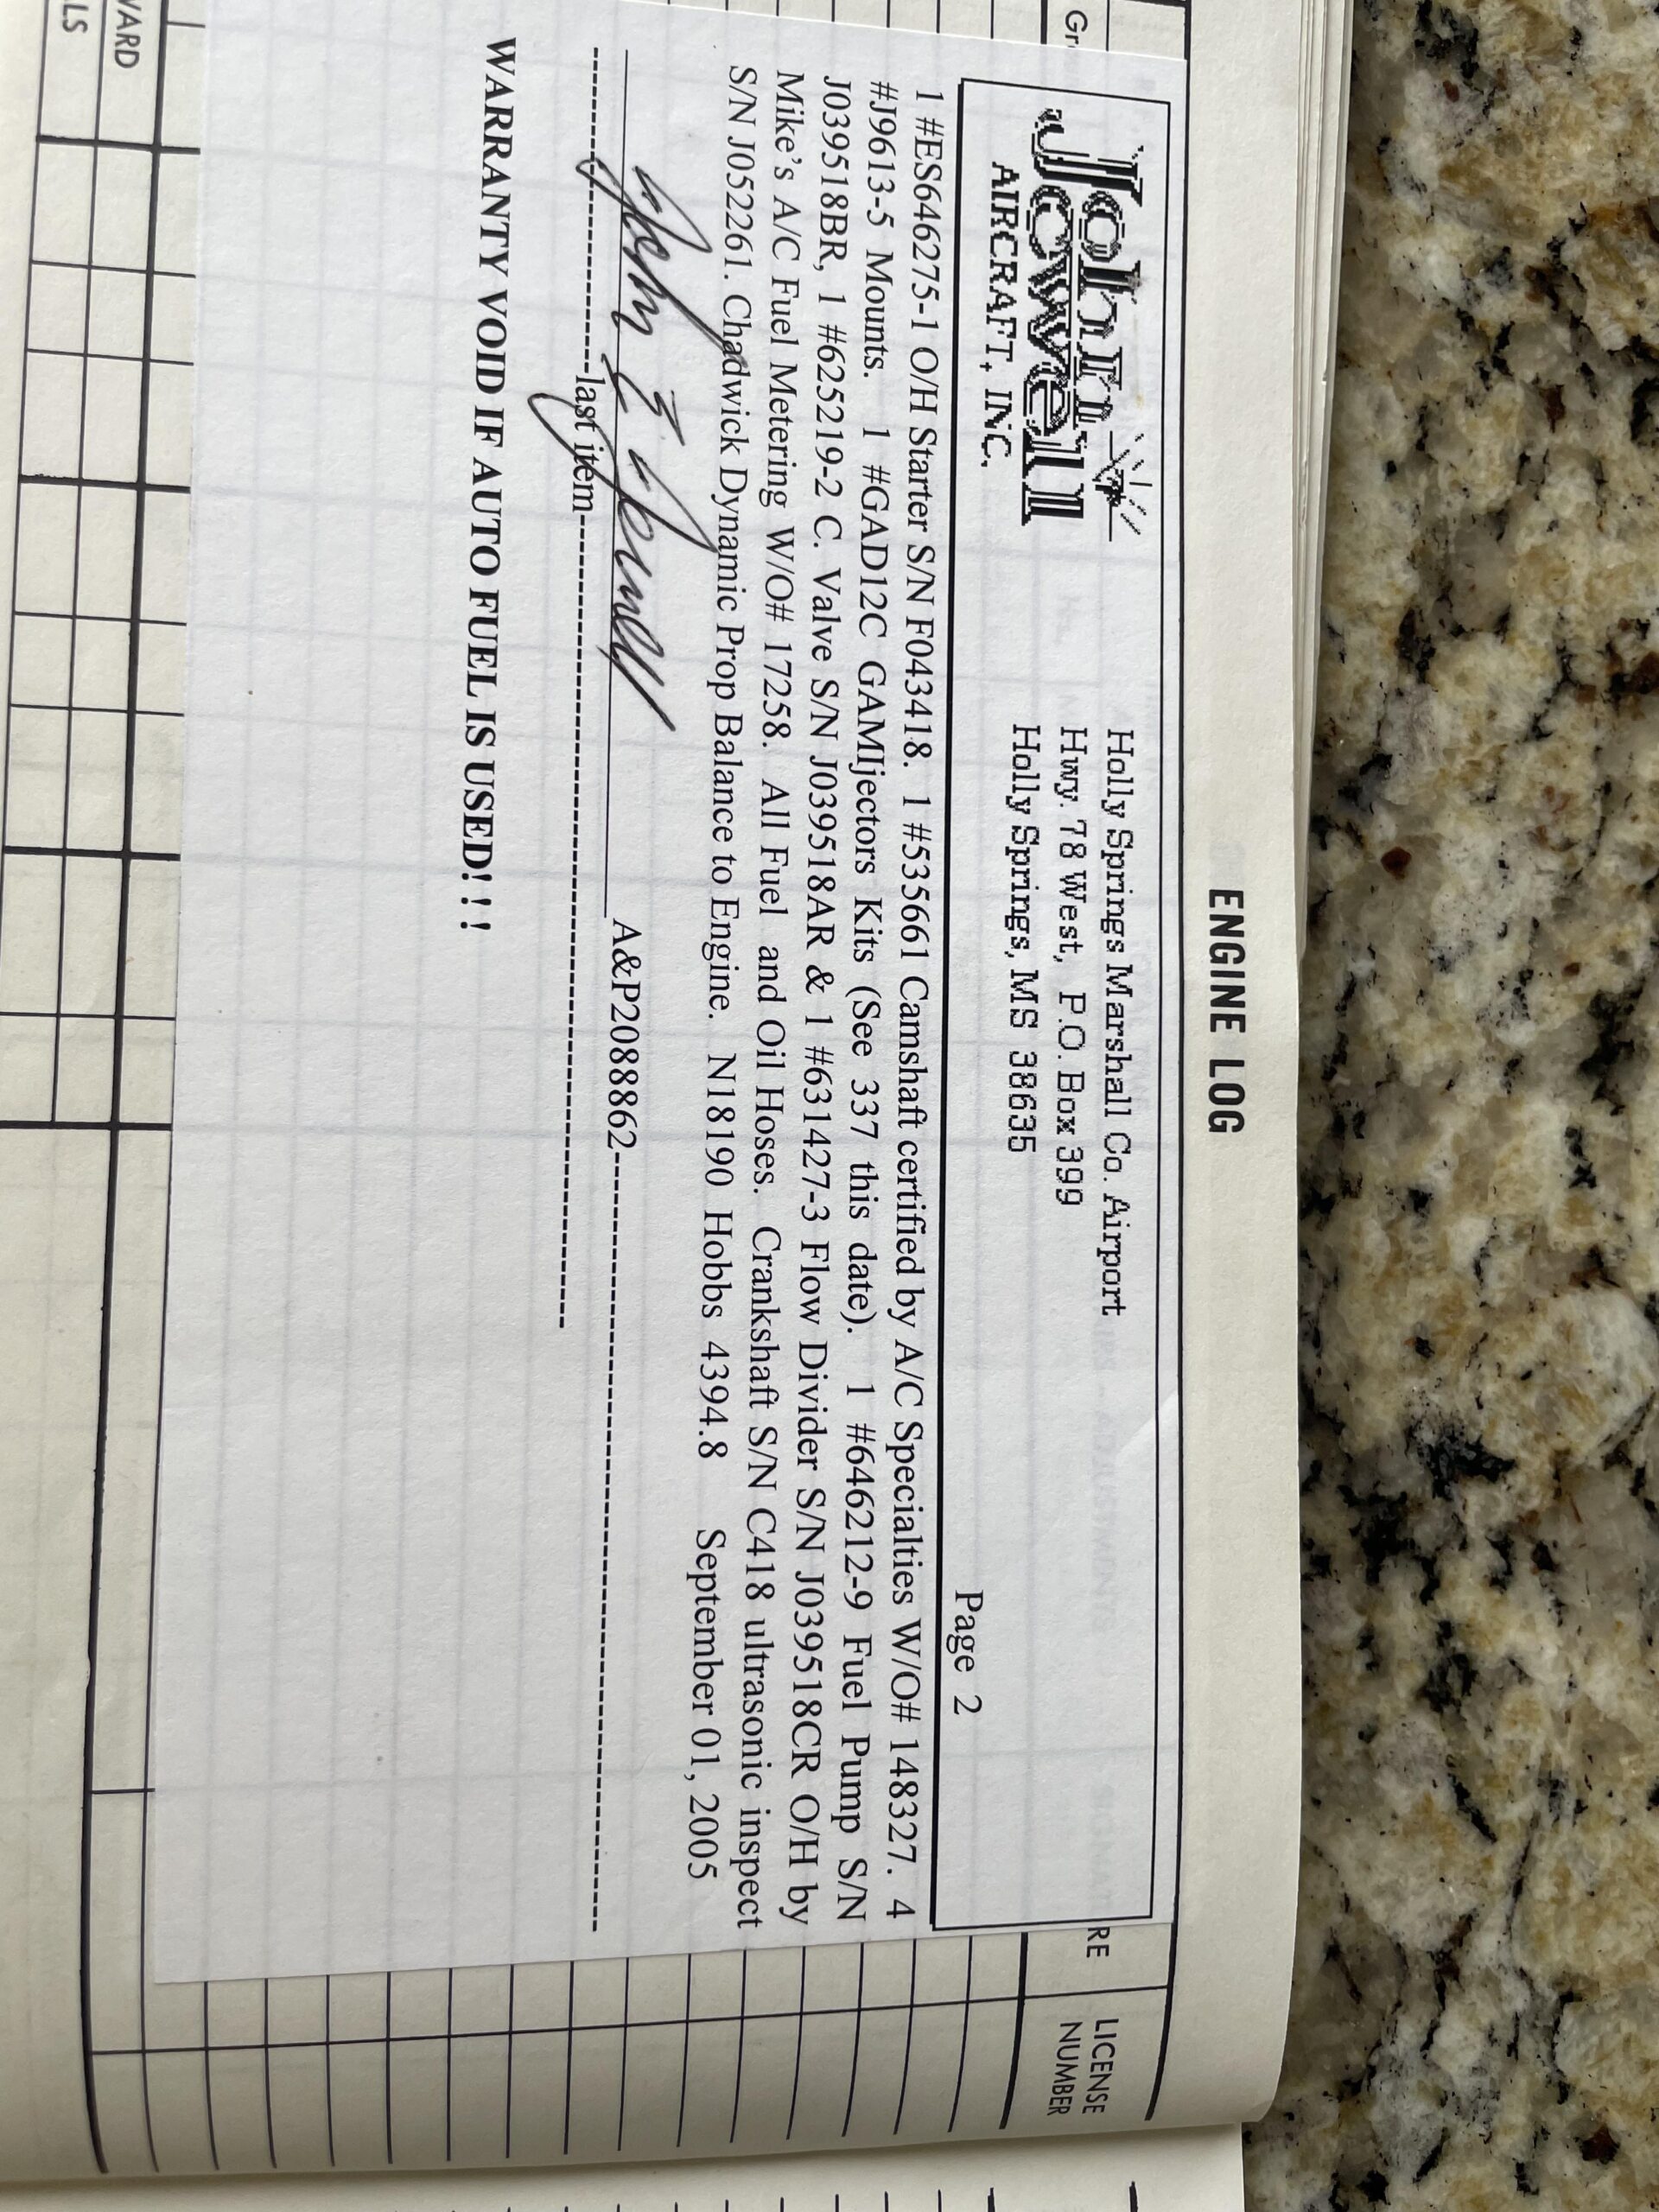 ENGINE LOG
John
Jewell
AIRCRAFT, INC.
Holly Springs Marshall Co. Airport
Hwy. 78 West, P.O. Box 399
Holly Springs, MS 38635
Page 2
RE
LICENSE
NUMBER
1 #ES646275-1 O/H Starter S/N F043418. 1 #535661 Camshaft certified by A/C Specialties W/O# 148327. 4
#J9613-5 Mounts. 1 #GAD12C GAMIjectors Kits (See 337 this date). 1 #646212-9 Fuel Pump S/N
J039518BR, 1 #625219-2 C. Valve S/N J039518AR & 1 #631427-3 Flow Divider S/N J039518CR O/H by
Mike's A/C Fuel Metering W/O# 17258. All Fuel and Oil Hoses. Crankshaft S/N C418 ultrasonic inspect
S/N J052261. Chadwick Dynamic Prop Balance to Engine. N18190 Hobbs 4394.8 September 01, 2005
A&P2088862
last item
WARRANTY VOID IF AUTO FUEL IS USED!!!
WARD
LS